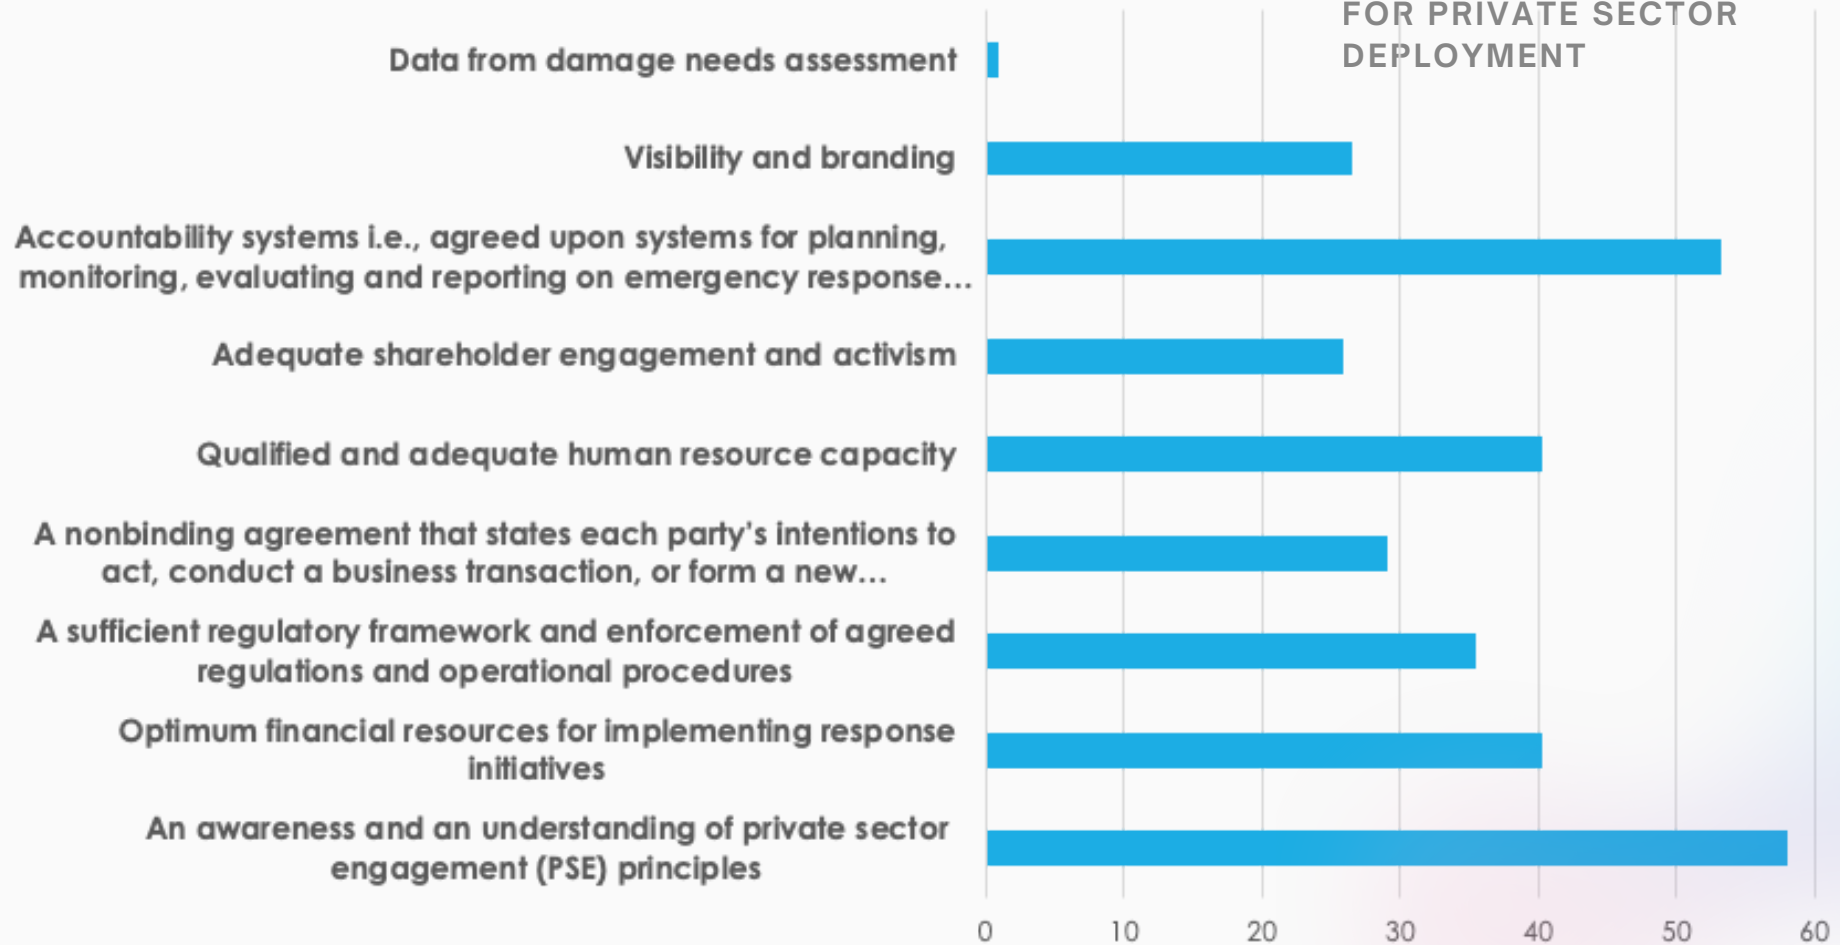 FOR PRIVATE SECTOR
DEPLOYMENT
Data from damage needs assessment
Visibility and branding
Accountability systems i.e., agreed upon systems for planning,
monitoring, evaluating and reporting on emergency response...
Adequate shareholder engagement and activism
Qualified and adequate human resource capacity
A nonbinding agreement that states each party's intentions to
act, conduct a business transaction, or form a new...
A sufficient regulatory framework and enforcement of agreed
regulations and operational procedures
Optimum financial resources for implementing response
initiatives
An awareness and an understanding of private sector
engagement (PSE) principles
0 10 20 30 40 50 60